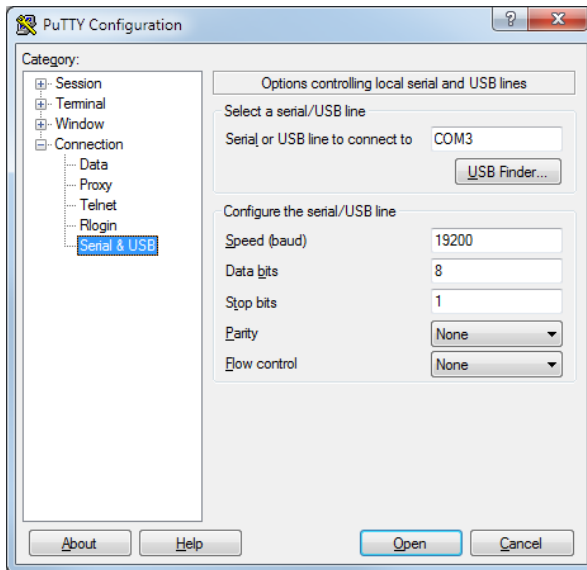 PuTTY Configuration
Category:
Session
Terminal
Window
Connection
Data
Proxy
Telnet
Rlogin
Serial & USB
Options controlling local serial and USB lines
Select a serial/USB line
Serial or USB line to connect to COM3
USB Finder...
Configure the serial/USB line
Speed (baud) 19200
Data bits 8
Stop bits 1
Parity None
Flow control None
About Help Open Cancel